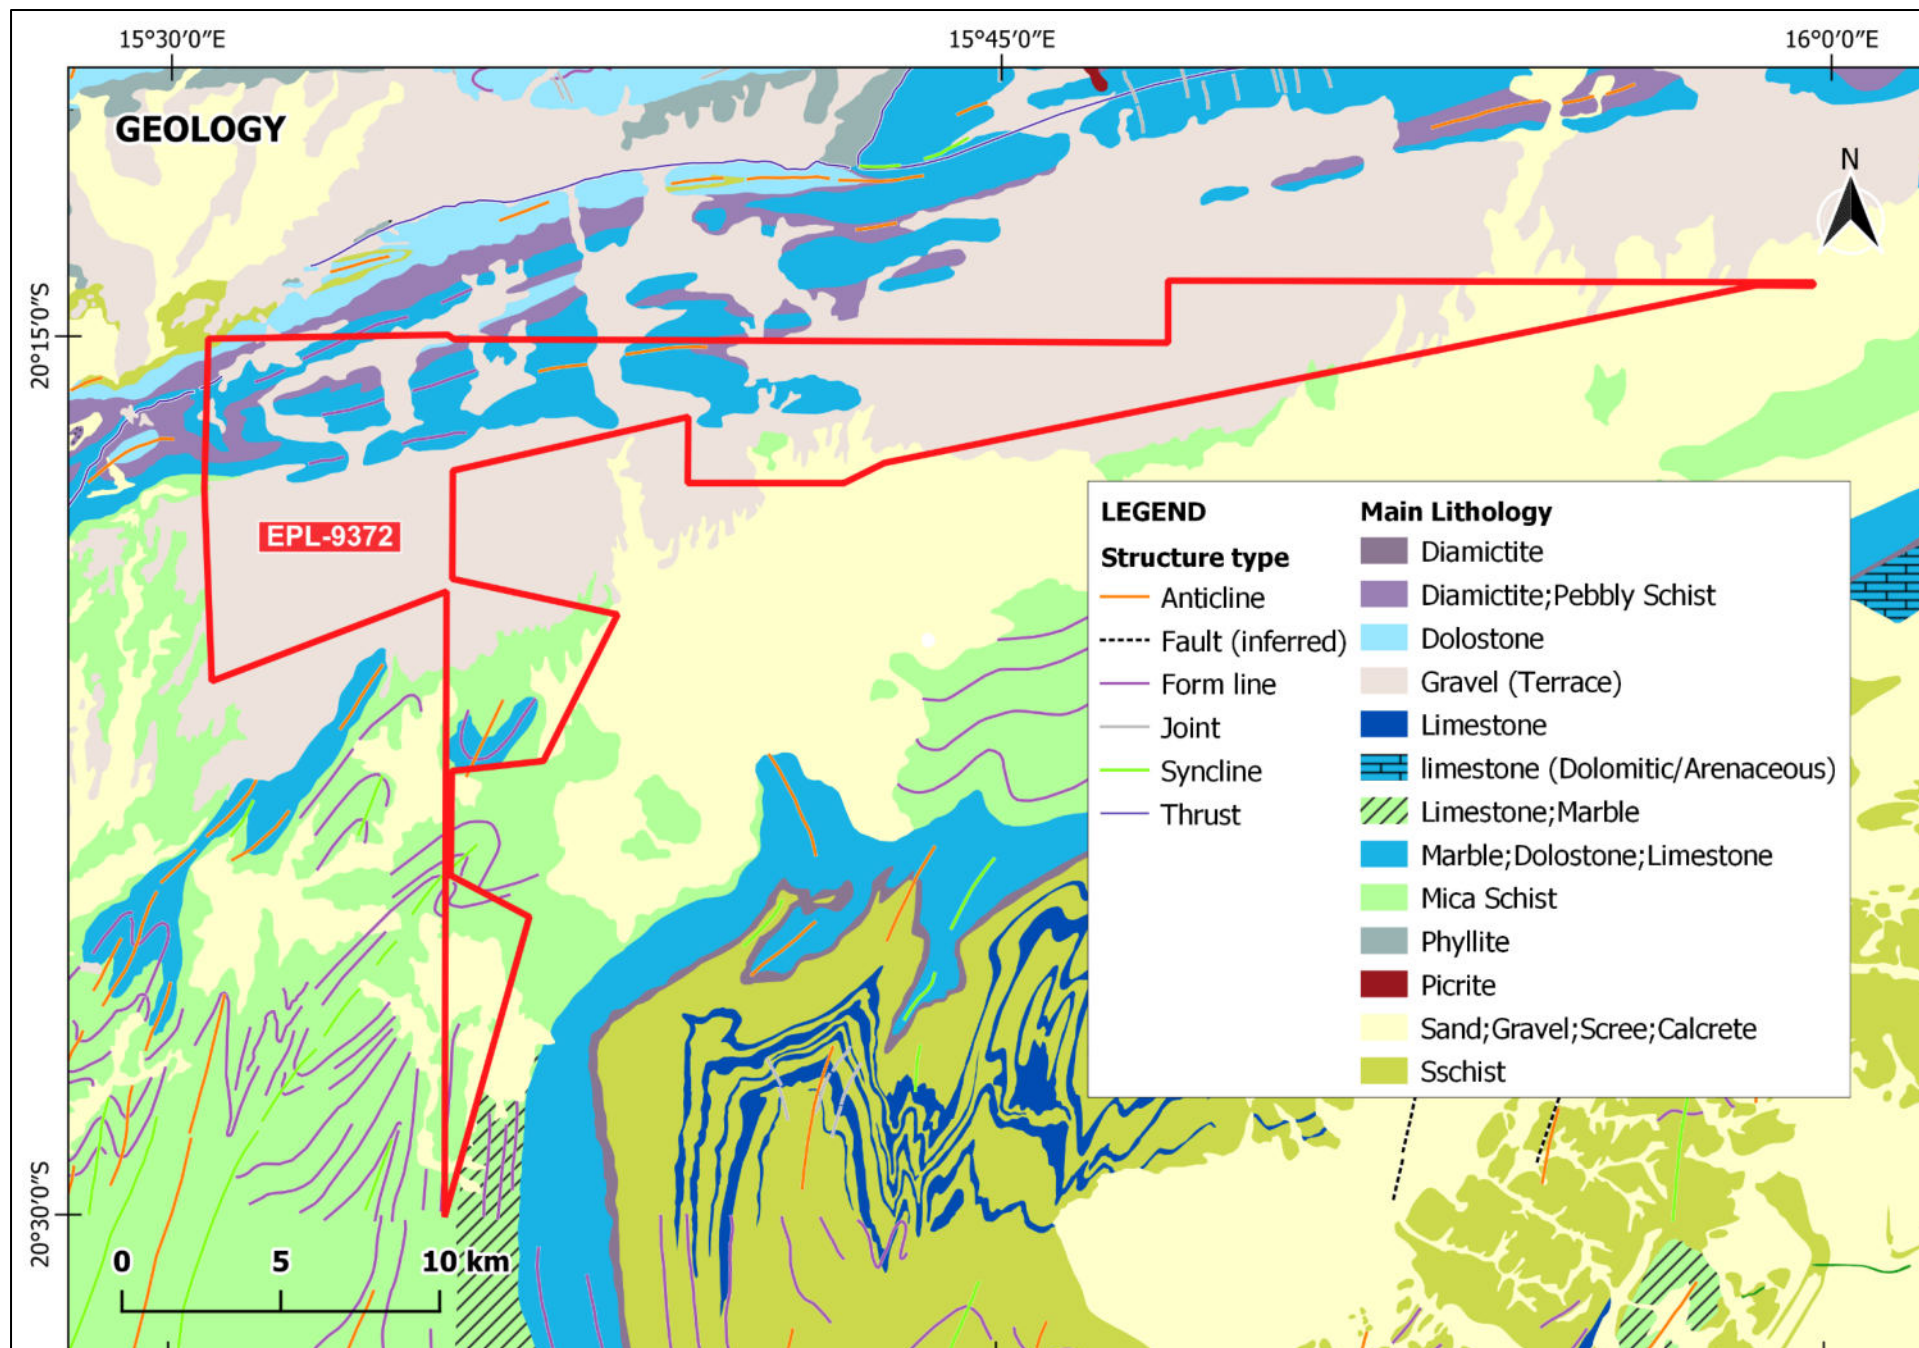 15°30′0″E 15°45′0″E 16°0′0″E
GEOLOGY
N
20°15′0″S
EPL-9372
LEGEND
Structure type
Anticline
Fault (inferred)
Form line
Joint
Syncline
Thrust
Main Lithology
Diamictite
Diamictite;Pebbly Schist
Dolostone
Gravel (Terrace)
Limestone
limestone (Dolomitic/Arenaceous)
Limestone;Marble
Marble;Dolostone;Limestone
Mica Schist
Phyllite
Picrite
Sand;Gravel;Scree;Calcrete
Sschist
20°30′0″S
0 5 10 km